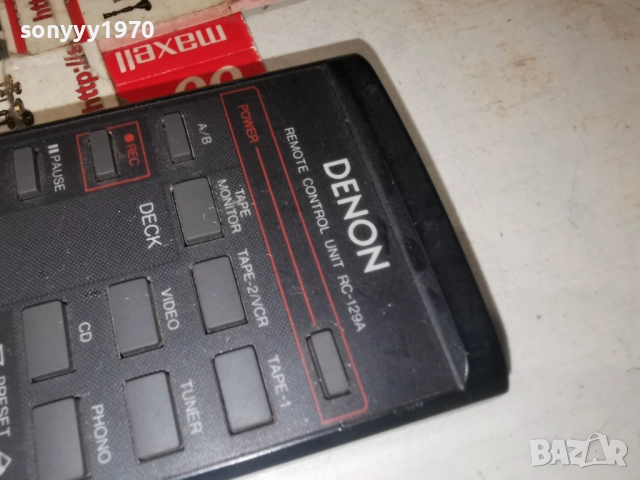 sonyyy1970
maxell
http://s
DENON
REMOTE CONTROL UNIT RC-129A
POWER
A/B
REC
PAUSE
TAPE MONITOR
DECK
TAPE-2/VCR
VIDEO
CD
TAPE-1
TUNER
PHONO
PRESET
BAZAR